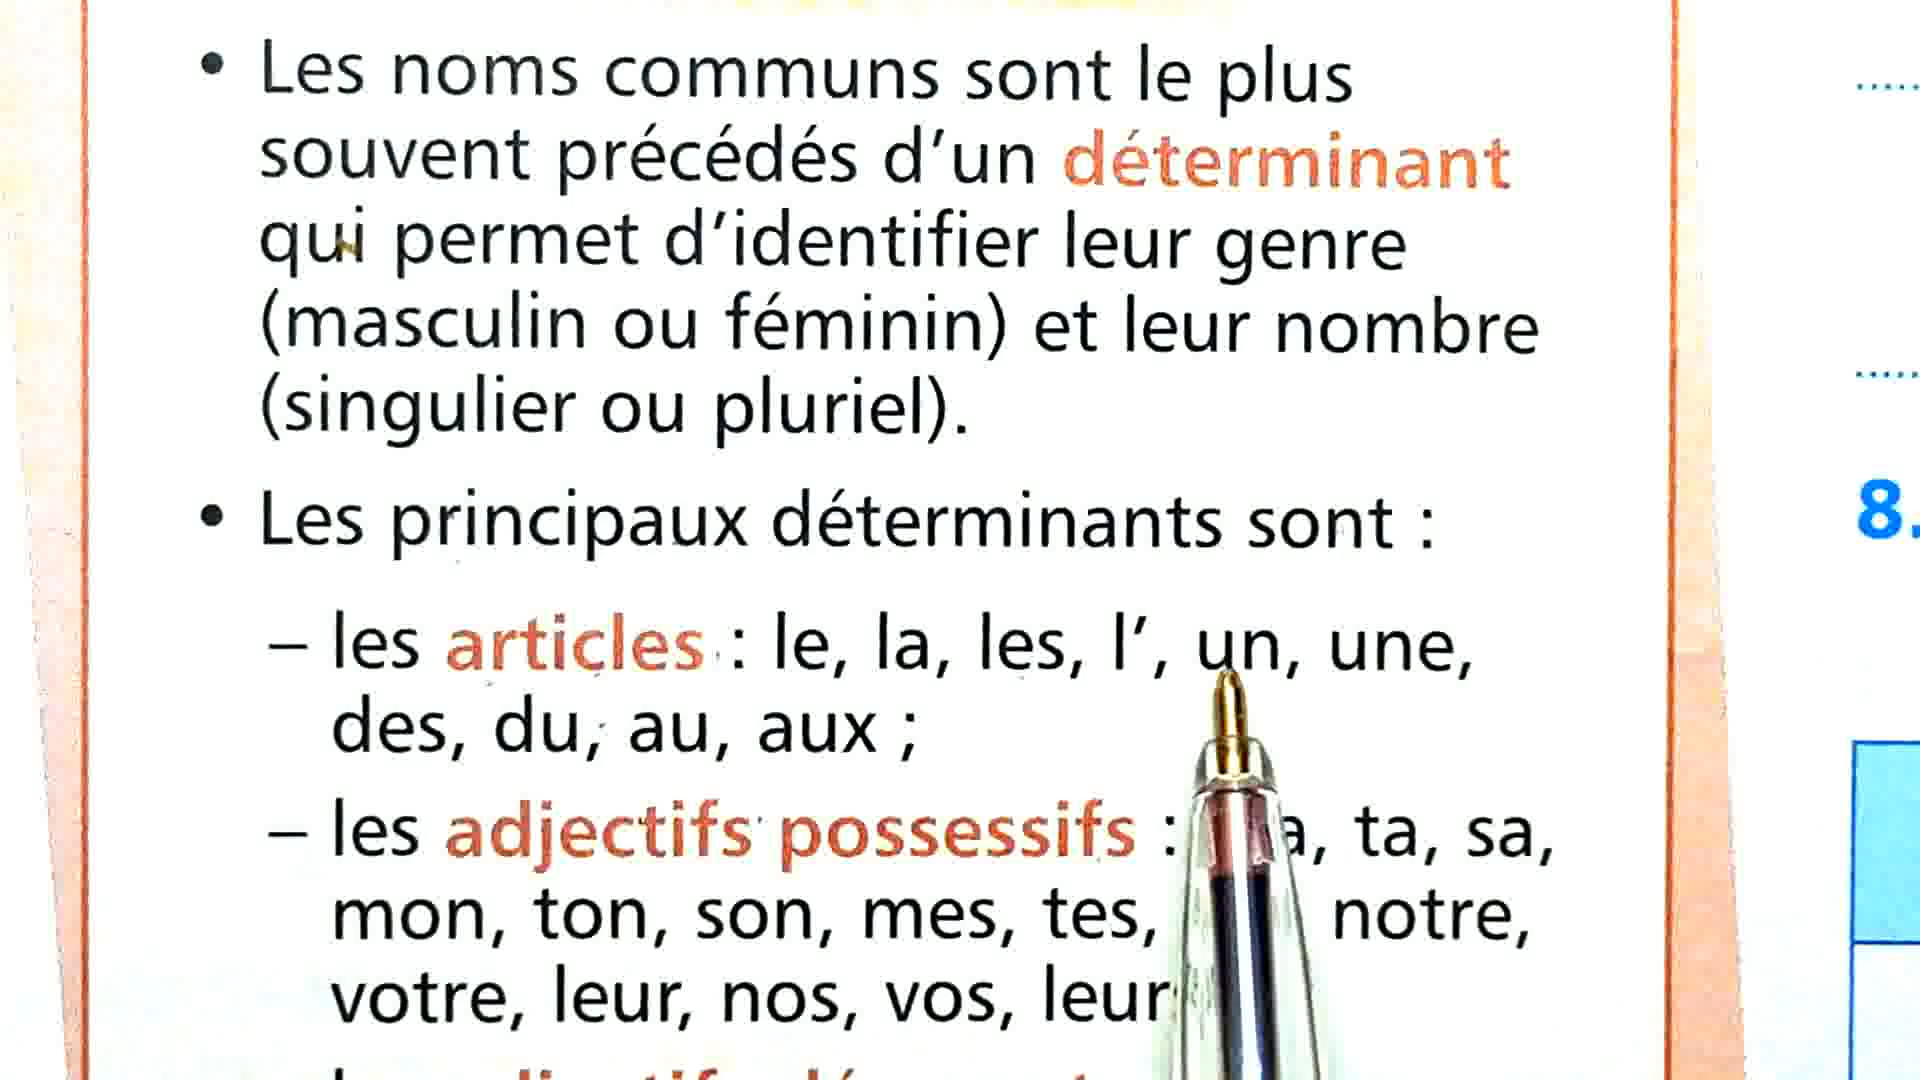 • Les noms communs sont le plus
souvent précédés d’un déterminant
qui permet d’identifier leur genre
(masculin ou féminin) et leur nombre
(singulier ou pluriel).
• Les principaux déterminants sont :
– les articles : le, la, les, l’, un, une,
des, du, au, aux ;
– les adjectifs possessifs : ta, sa,
mon, ton, son, mes, tes, notre,
votre, leur, nos, vos,
8.